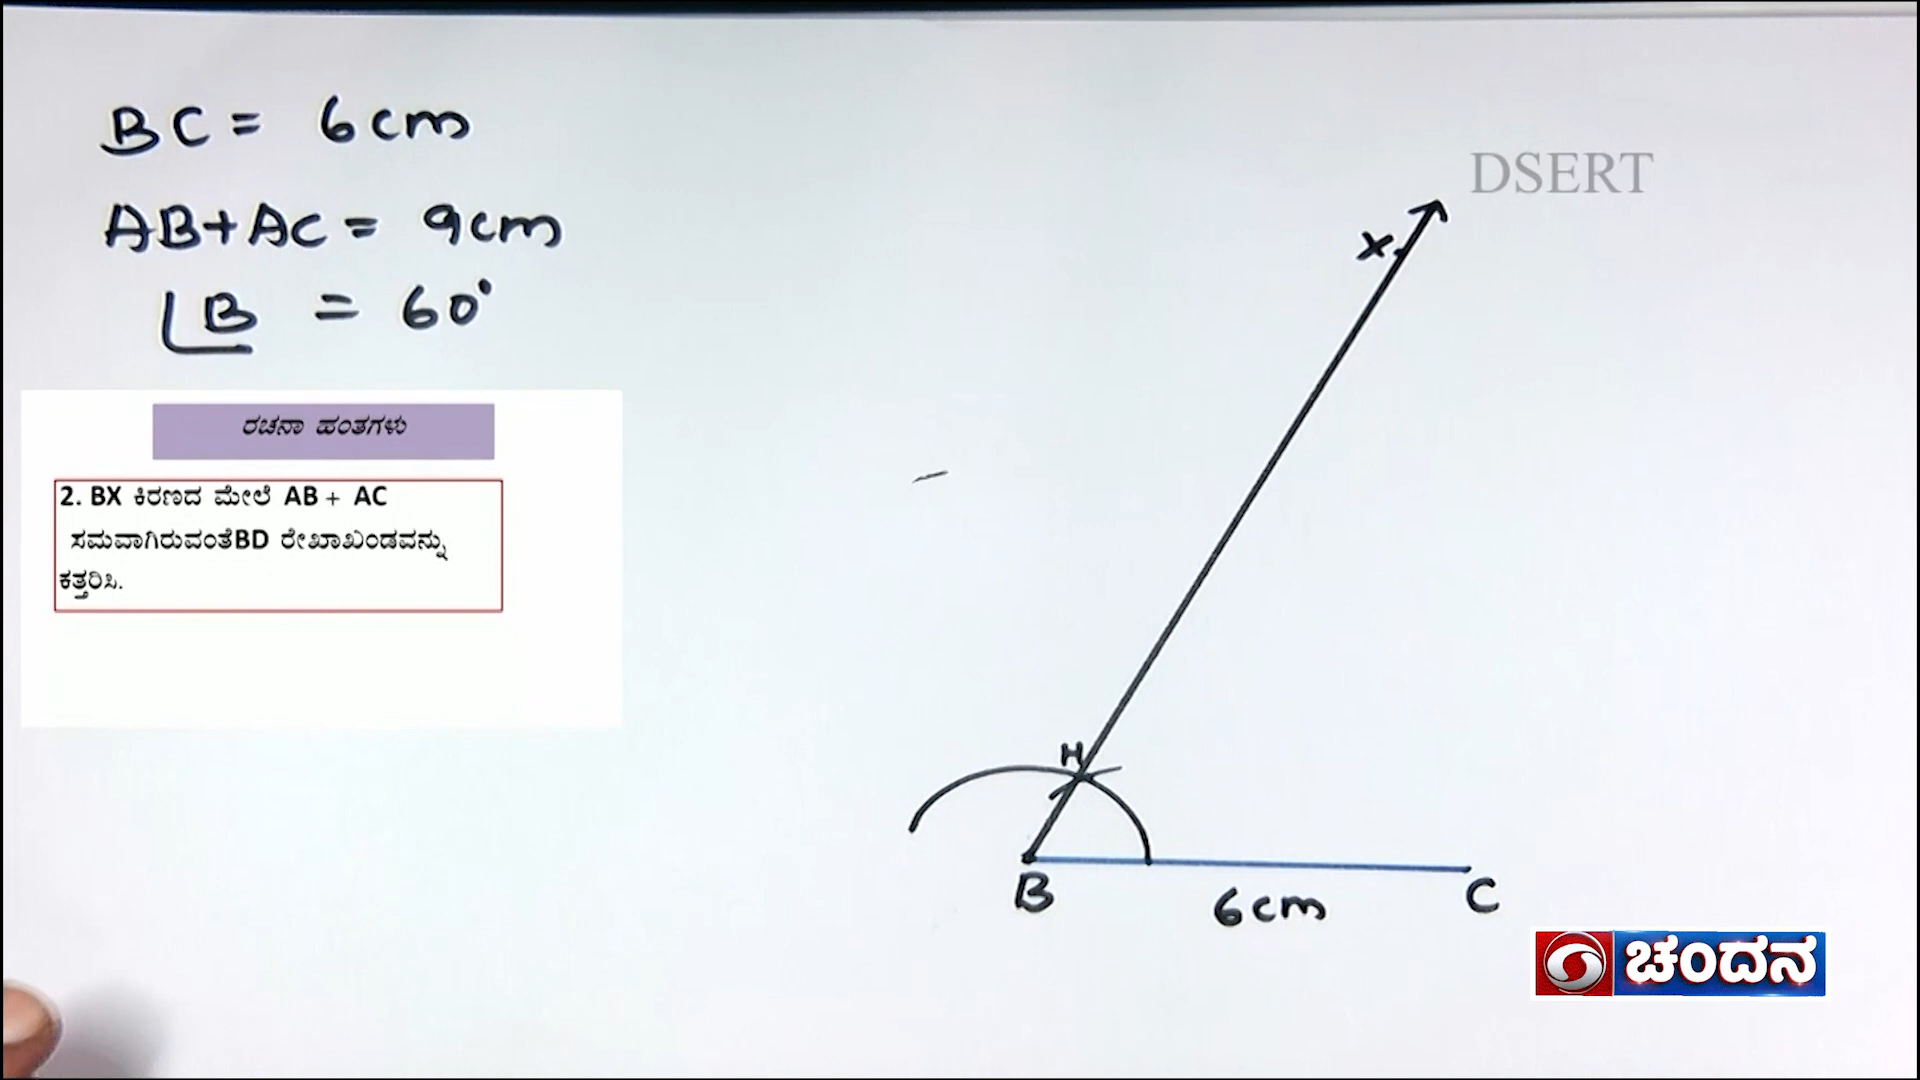 BC = 6cm
AB+AC = 9cm
∠B = 60°
DSERT
X
ರಚನಾ ಹಂತಗಳು
2. BX ಕಿರಣದ ಮೇಲೆ AB + AC
ಸಮವಾಗಿರುವಂತೆBD ರೇಖಾಖಂಡವನ್ನು
ಕತ್ತರಿಸಿ.
H
B
6cm
C
ಚಂದನ